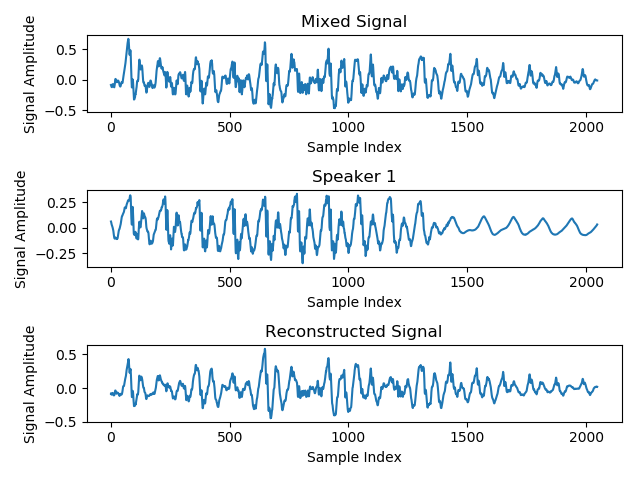 Mixed Signal
Signal Amplitude
0.5
0.0
−0.5
0 500 1000 1500 2000
Sample Index
Speaker 1
Signal Amplitude
0.25
0.00
−0.25
0 500 1000 1500 2000
Sample Index
Reconstructed Signal
Signal Amplitude
0.5
0.0
−0.5
0 500 1000 1500 2000
Sample Index